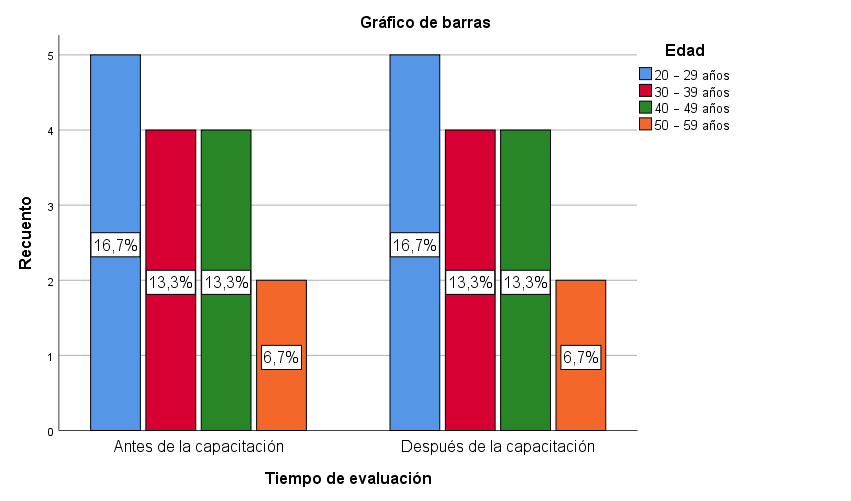 Gráfico de barras
Edad
20 – 29 años
30 – 39 años
40 – 49 años
50 – 59 años
Recuento
5
4
3
2
1
0
16,7%
13,3%
13,3%
6,7%
16,7%
13,3%
13,3%
6,7%
Antes de la capacitación
Después de la capacitación
Tiempo de evaluación